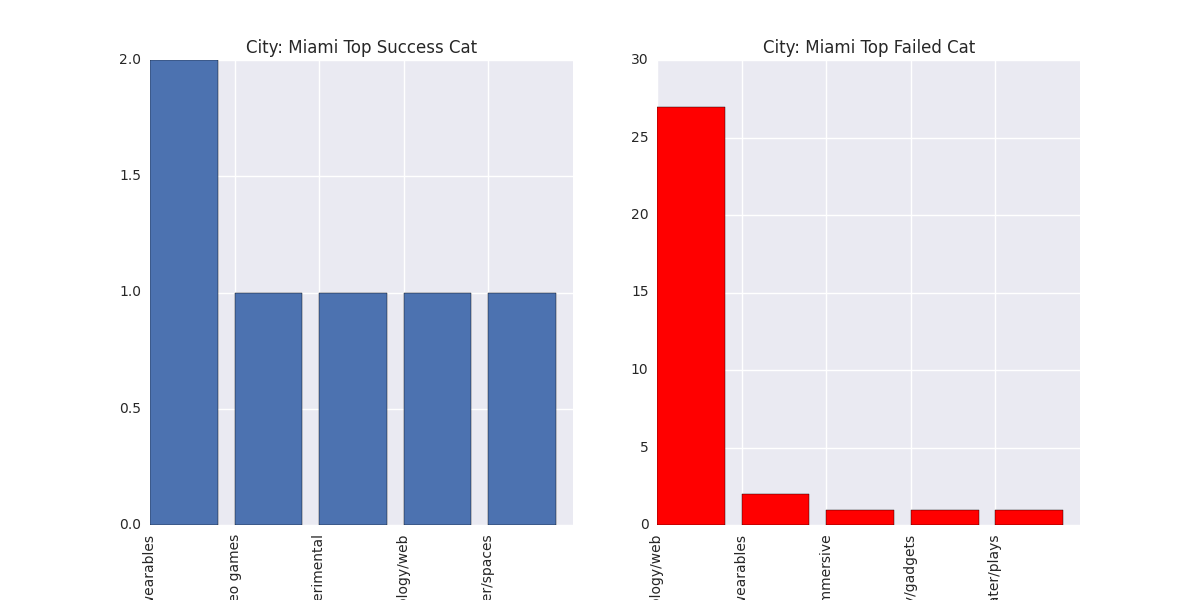 City: Miami Top Success Cat
2.0
1.5
1.0
0.5
0.0
wearables
eo games
erimental
ology/web
er/spaces
City: Miami Top Failed Cat
30
25
20
15
10
5
0
ology/web
wearables
mmersive
y/gadgets
ater/plays